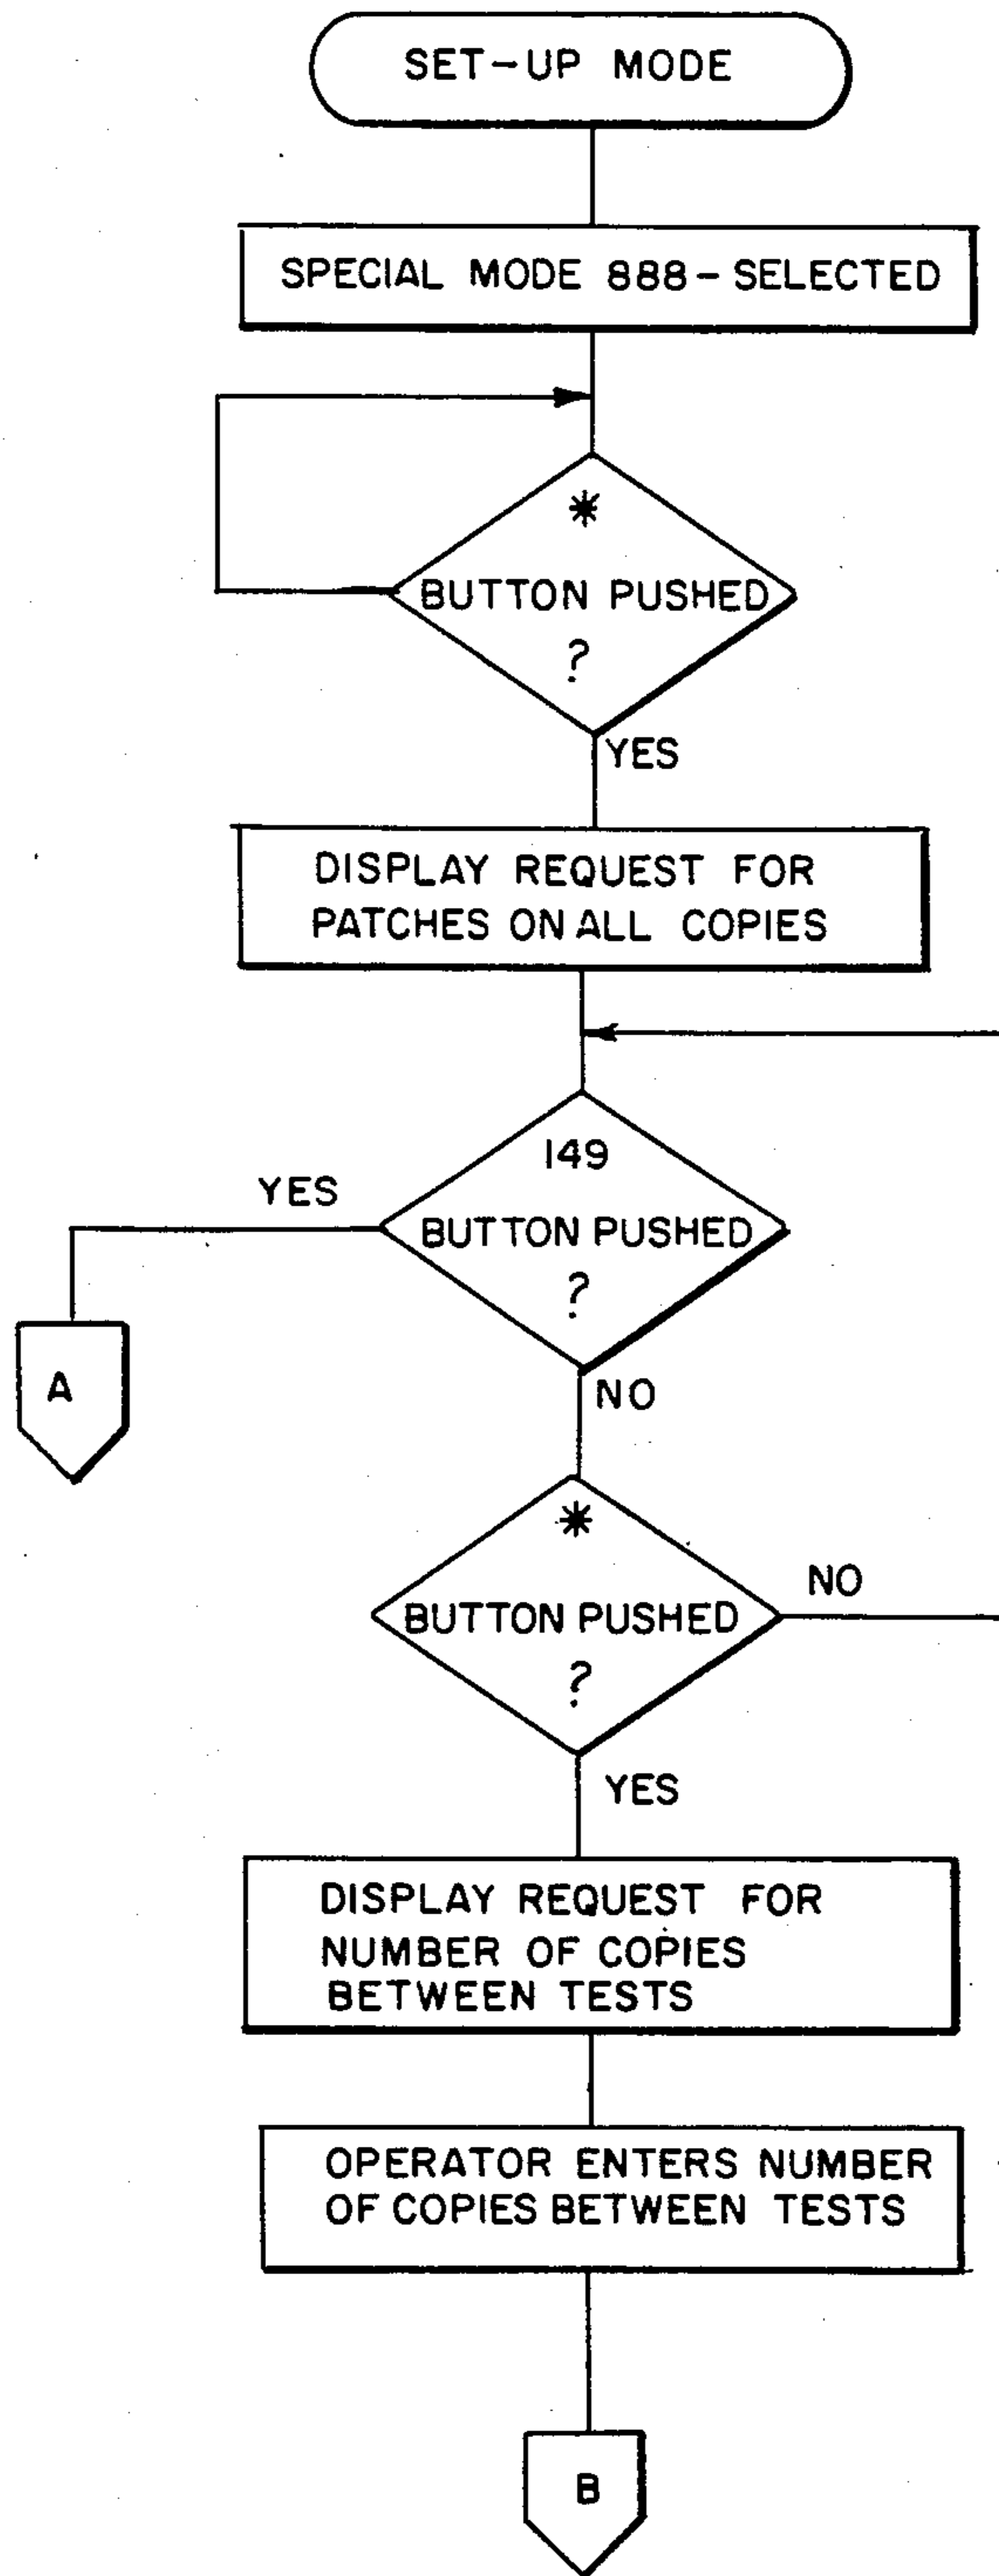 SET-UP MODE
SPECIAL MODE 888-SELECTED
*
BUTTON PUSHED
?
YES
DISPLAY REQUEST FOR
PATCHES ON ALL COPIES
149
YES
BUTTON PUSHED
?
A
NO
*
BUTTON PUSHED
NO
?
YES
DISPLAY REQUEST FOR
NUMBER OF COPIES
BETWEEN TESTS
OPERATOR ENTERS NUMBER
OF COPIES BETWEEN TESTS
B